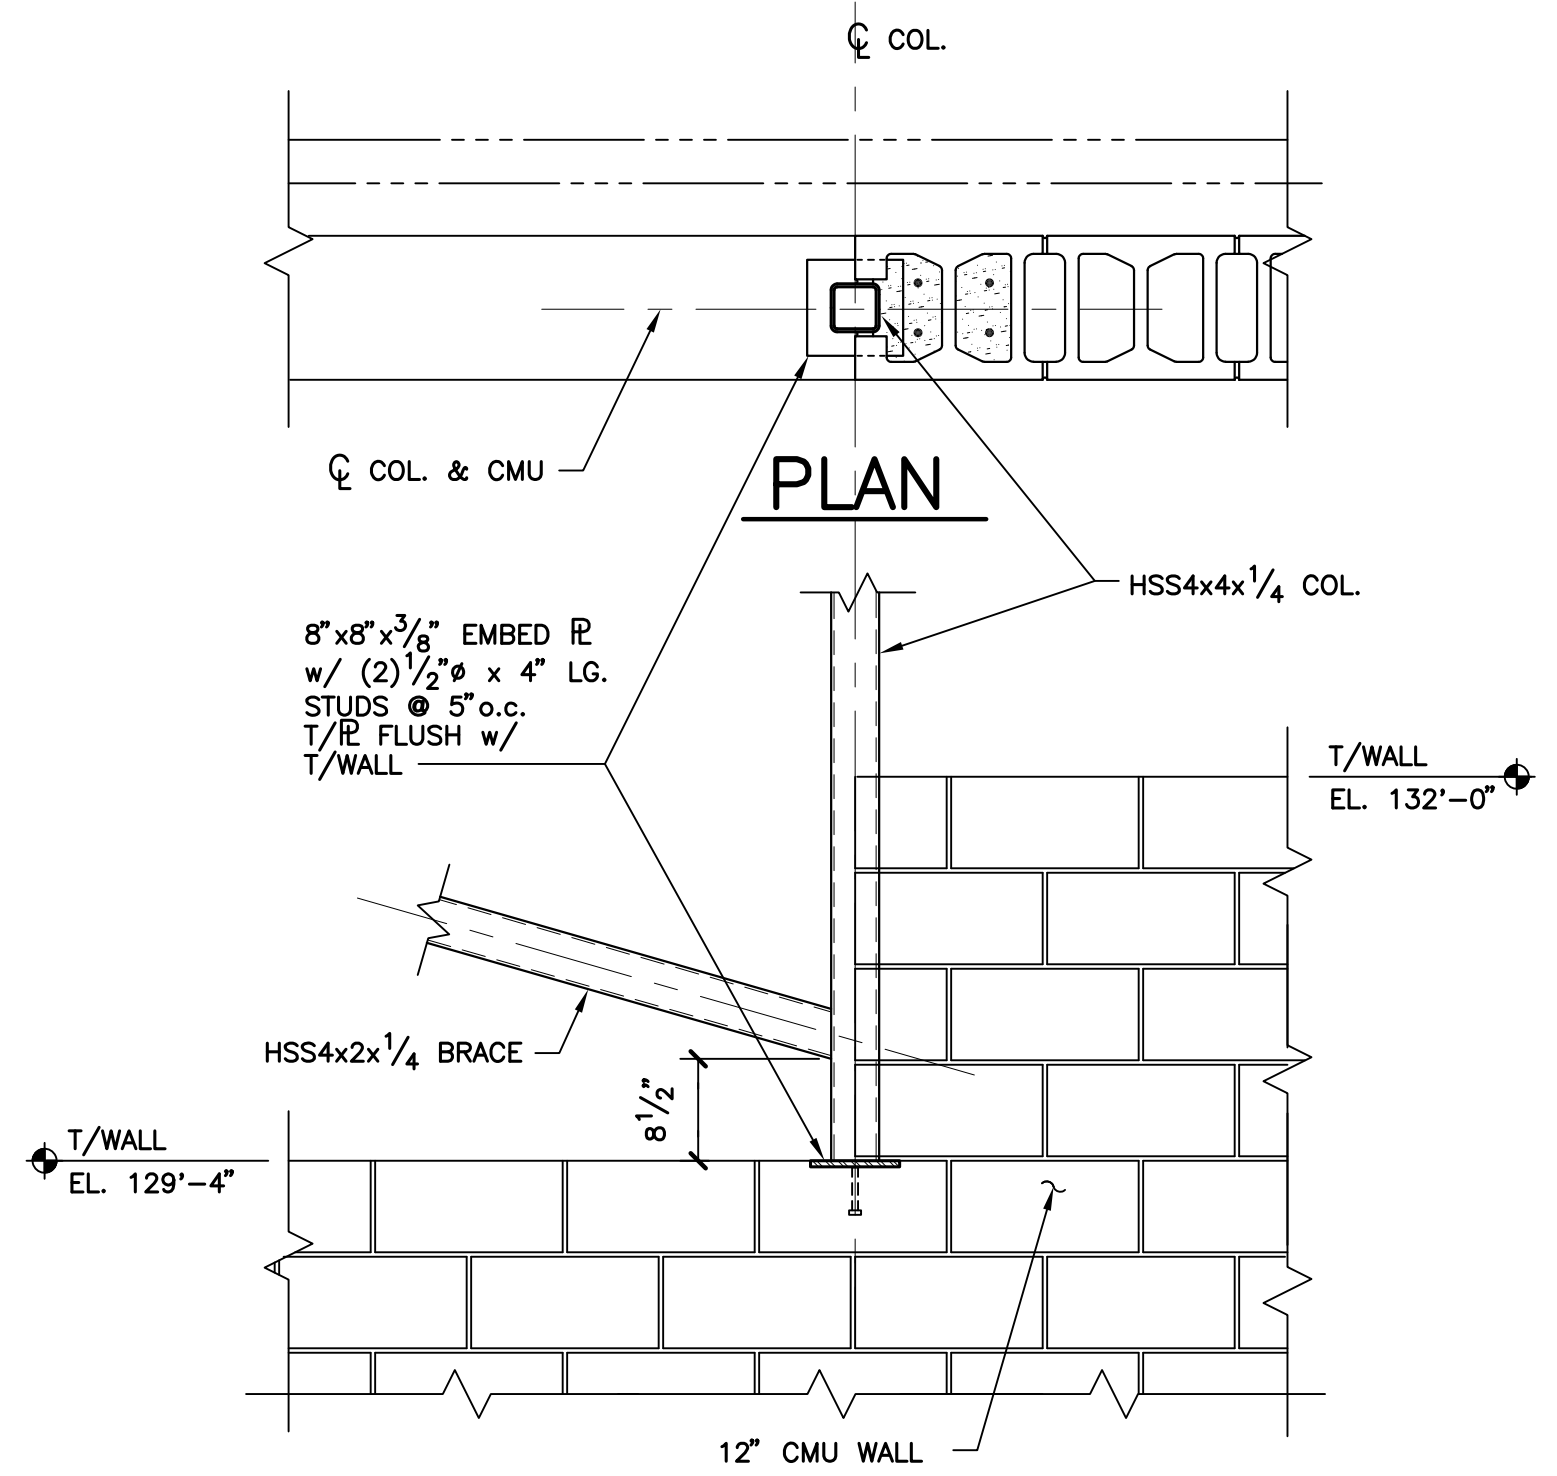 ℄ COL.
℄ COL. & CMU
PLAN
HSS4x4x1/4 COL.
8"x8"x3/8" EMBED ℙL
w/ (2)1/2"ø x 4" LG.
STUDS @ 5"o.c.
T/ℙL FLUSH w/
T/WALL
T/WALL
EL. 132'-0"
HSS4x2x1/4 BRACE
8 1/2"
T/WALL
EL. 129'-4"
12" CMU WALL